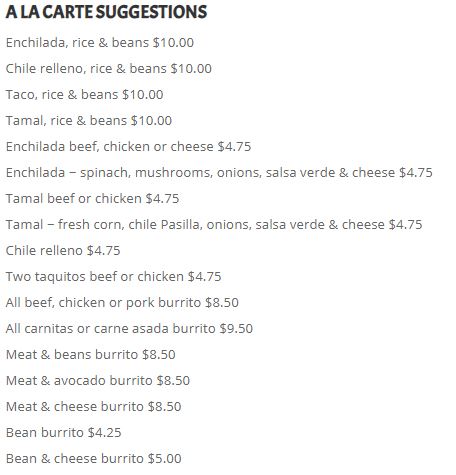 A LA CARTE SUGGESTIONS
Enchilada, rice & beans $10.00
Chile relleno, rice & beans $10.00
Taco, rice & beans $10.00
Tamal, rice & beans $10.00
Enchilada beef, chicken or cheese $4.75
Enchilada – spinach, mushrooms, onions, salsa verde & cheese $4.75
Tamal beef or chicken $4.75
Tamal – fresh corn, chile Pasilla, onions, salsa verde & cheese $4.75
Chile relleno $4.75
Two taquitos beef or chicken $4.75
All beef, chicken or pork burrito $8.50
All carnitas or carne asada burrito $9.50
Meat & beans burrito $8.50
Meat & avocado burrito $8.50
Meat & cheese burrito $8.50
Bean burrito $4.25
Bean & cheese burrito $5.00